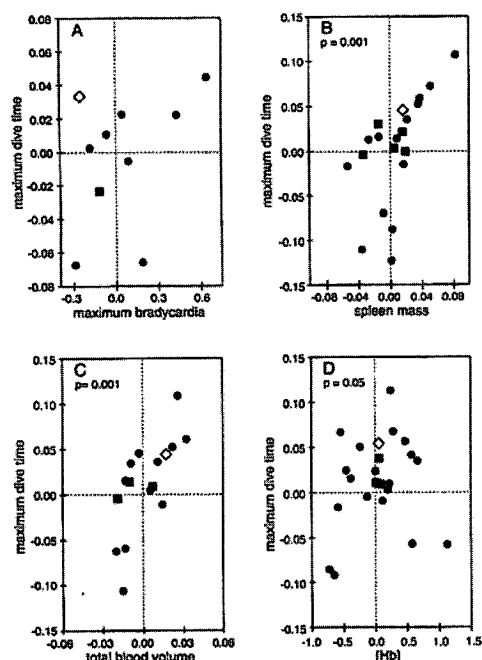 A
maximum dive time
0.08
0.06
0.04
0.02
0.00
-0.02
-0.04
-0.06
-0.08
-0.3 0.0 0.3 0.6
maximum bradycardia
B
p = 0.001
maximum dive time
0.15
0.10
0.05
0.00
-0.05
-0.10
-0.15
-0.08 -0.04 0.00 0.04 0.08
spleen mass
C
p= 0.001
maximum dive time
0.15
0.10
0.05
0.00
-0.05
-0.10
-0.15
-0.06 -0.03 0.00 0.03 0.06
total blood volume
D
p = 0.05
maximum dive time
0.15
0.10
0.05
0.00
-0.05
-0.10
-0.15
1.0 -0.5 0.0 0.5 1.0 1.5
[Hb]